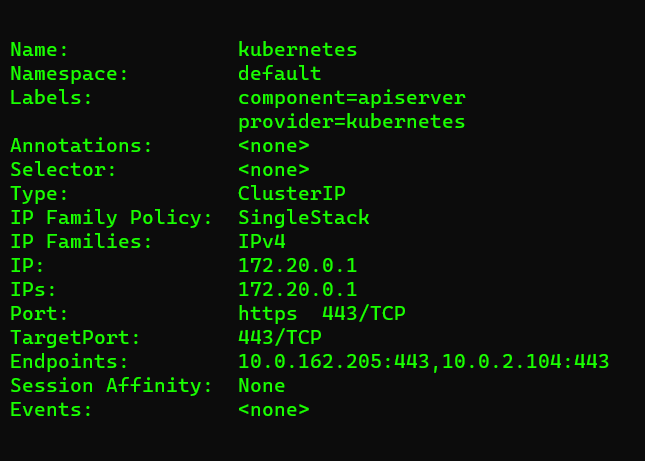 Name: kubernetes
Namespace: default
Labels: component=apiserver
provider=kubernetes
Annotations: <none>
Selector: <none>
Type: ClusterIP
IP Family Policy: SingleStack
IP Families: IPv4
IP: 172.20.0.1
IPs: 172.20.0.1
Port: https 443/TCP
TargetPort: 443/TCP
Endpoints: 10.0.162.205:443,10.0.2.104:443
Session Affinity: None
Events: <none>